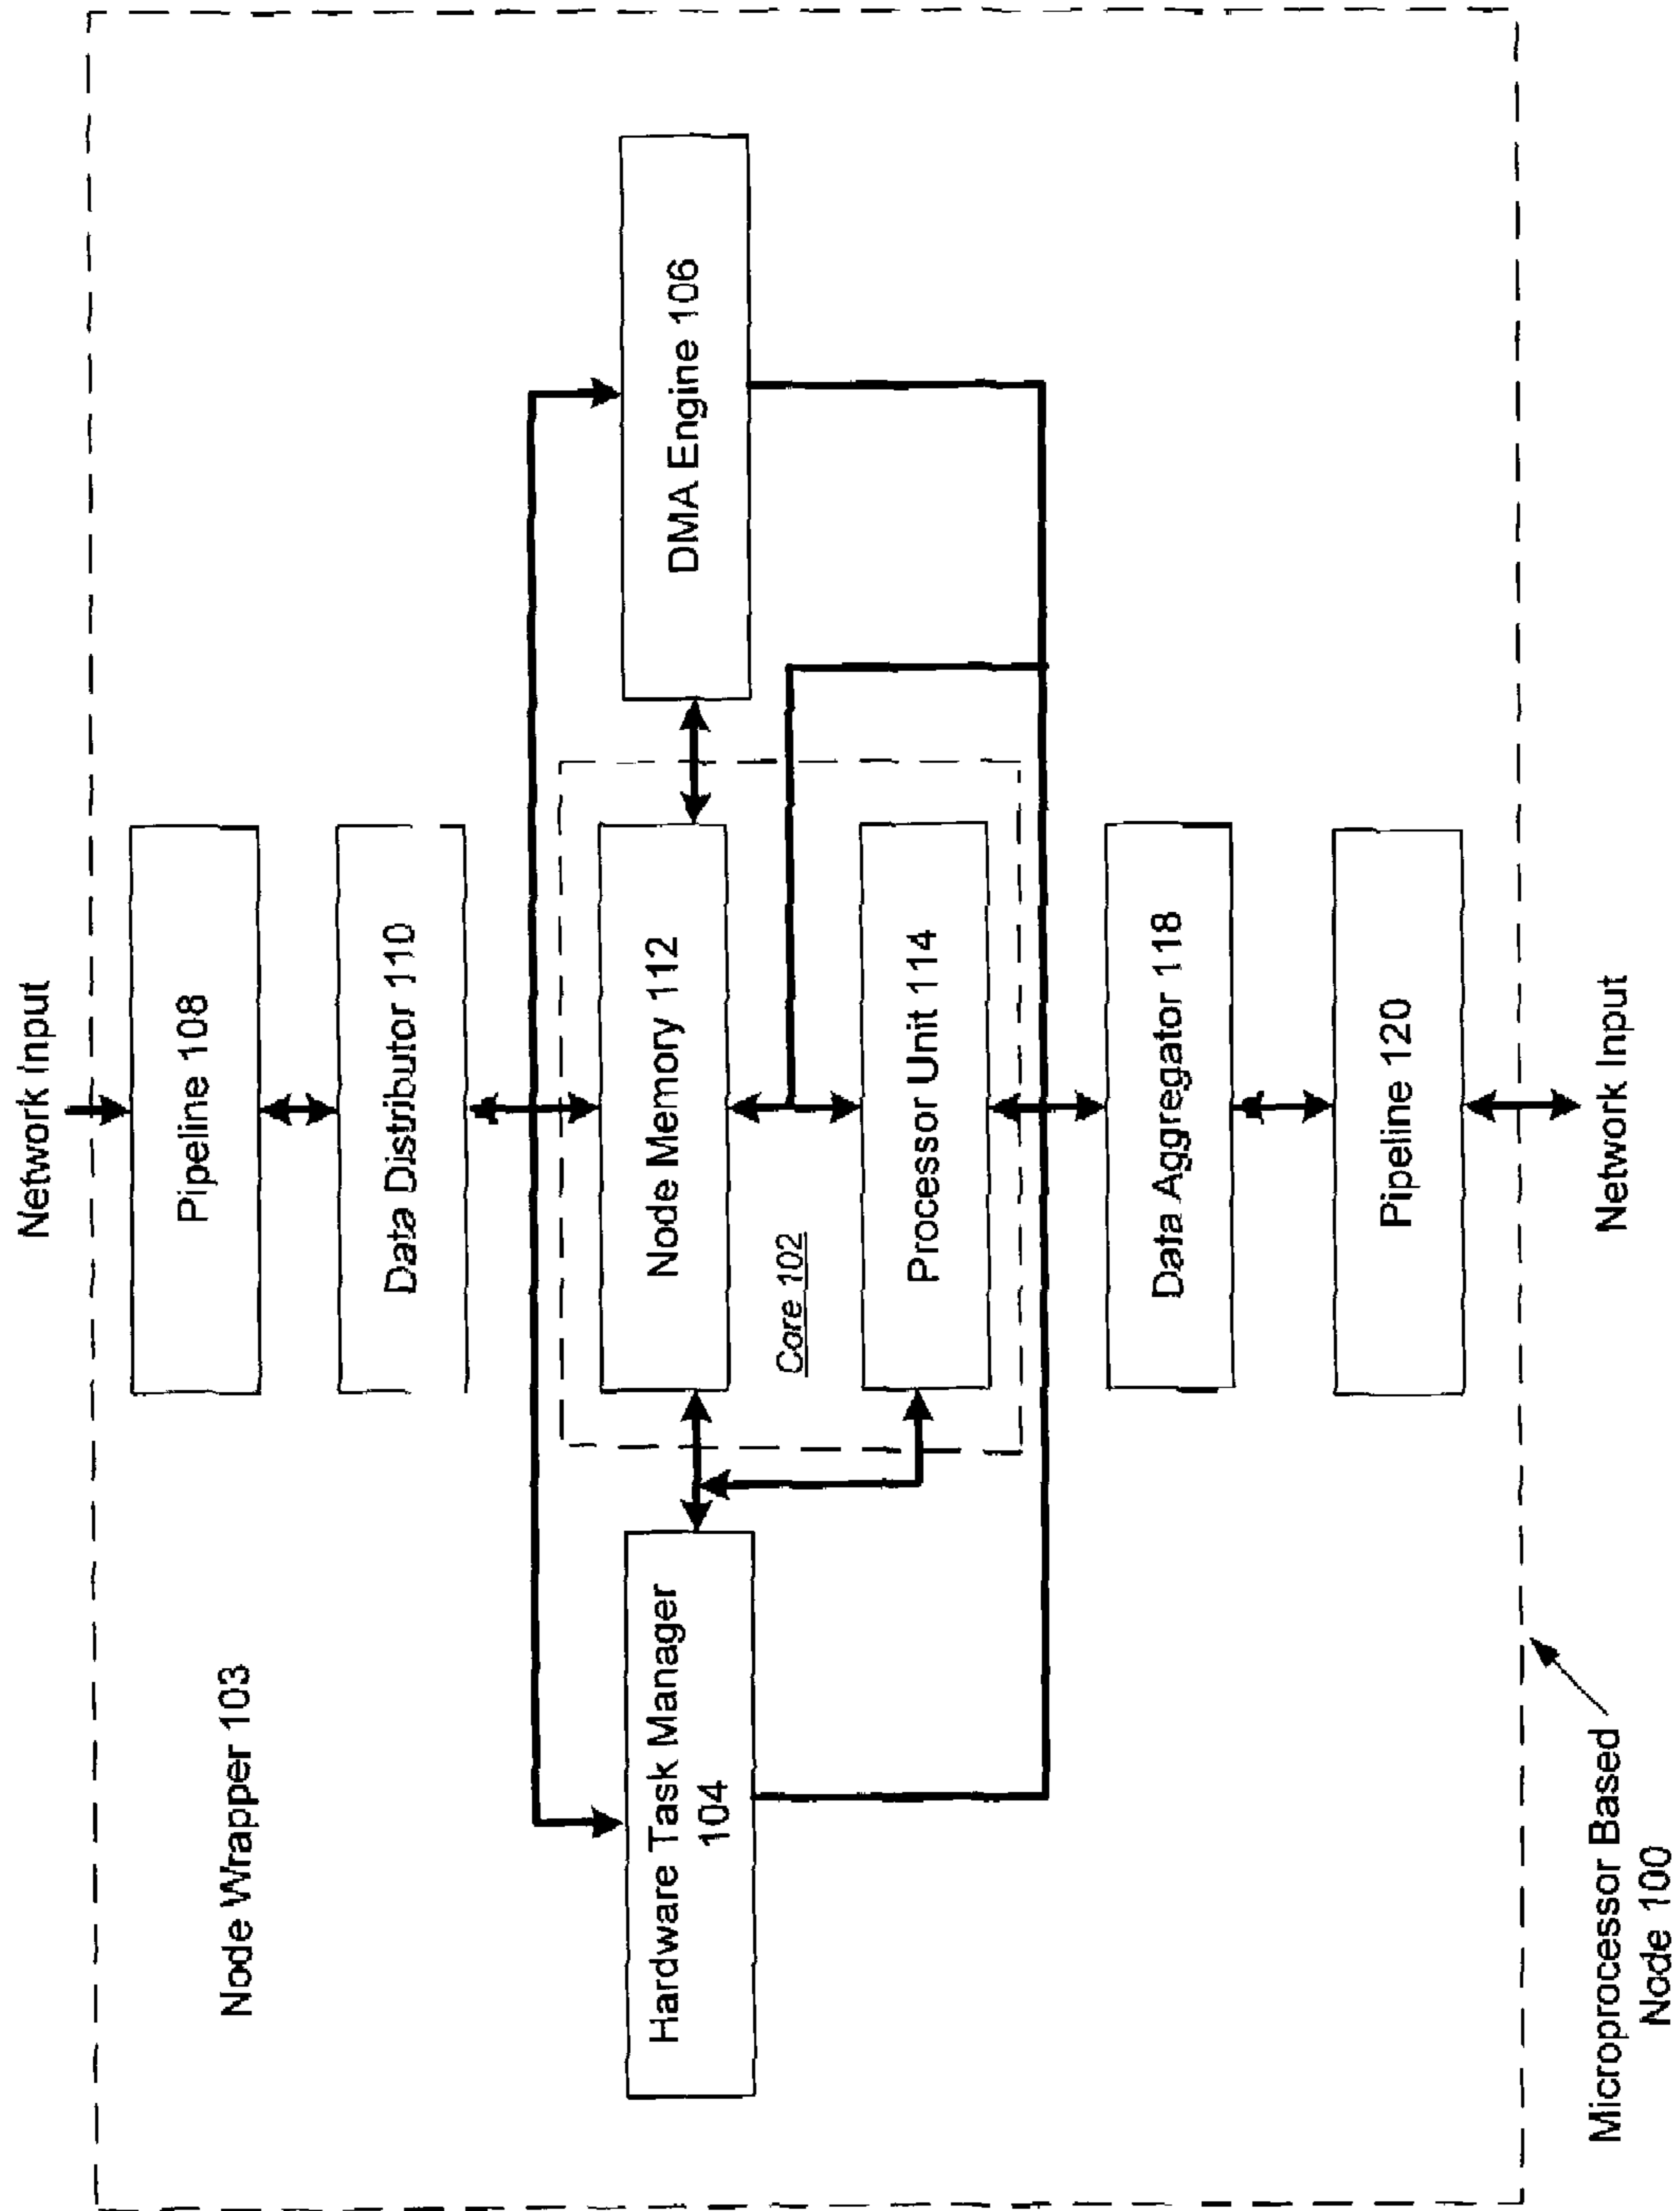 Network Input
Pipeline 108
Data Distributor 110
Node Wrapper 103
Hardware Task Manager
104
Node Memory 112
DMA Engine 106
Core 102
Processor Unit 114
Data Aggregator 118
Pipeline 120
Network Input
Microprocessor Based
Node 100